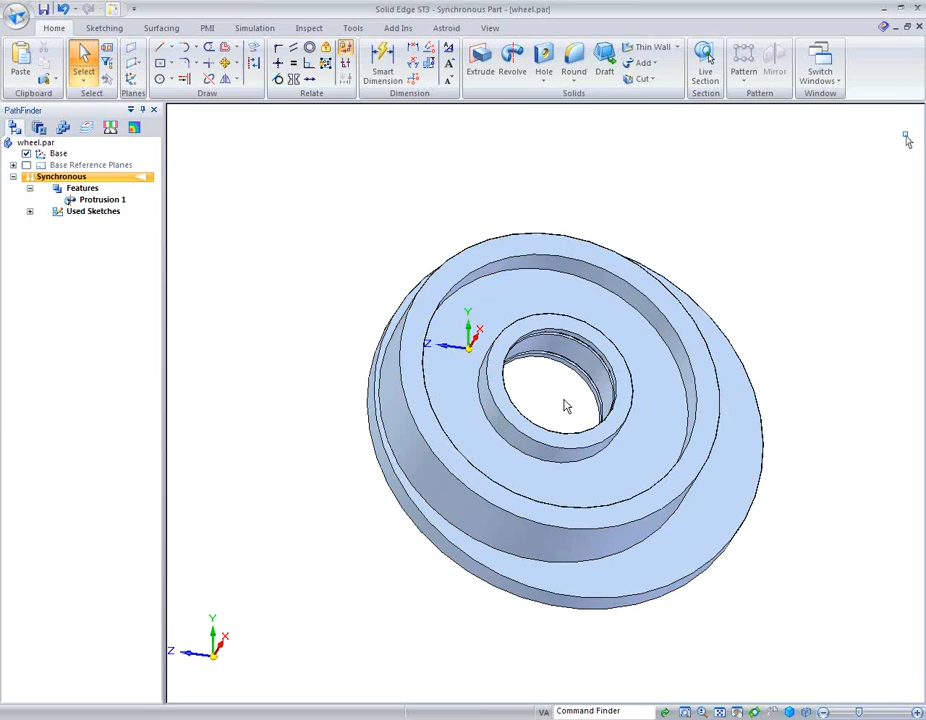 Solid Edge ST3 - Synchronous Part - [wheel.par]
Home Sketching Surfacing PMI Simulation Inspect Tools Add Ins Astroid View
Paste
Select
Smart
Dimension
Extrude Revolve Hole Round Draft
Thin Wall
Add
Cut
Live
Section
Pattern Mirror
Switch
Windows
Clipboard Select Planes Draw Relate Dimension Solids Section Pattern Window
PathFinder
wheel.par
Base
Base Reference Planes
Synchronous
Features
Protrusion 1
Used Sketches
Y
X
Z
Y
X
Z
VA Command Finder